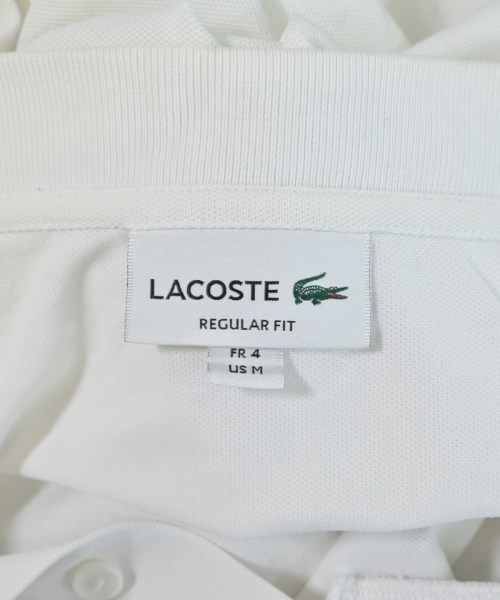 LACOSTE
REGULAR FIT
FR 4
US M